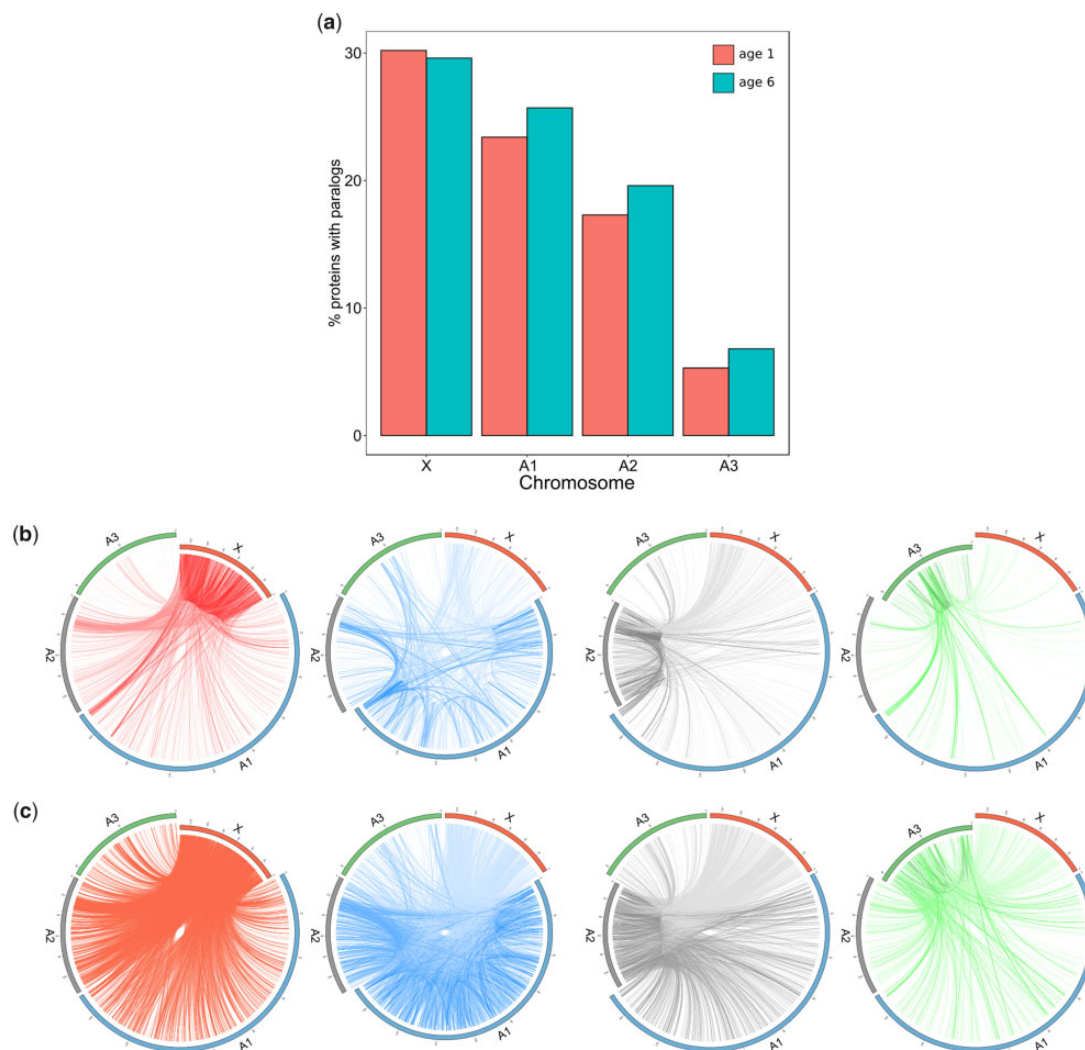 (a)
age 1
age 6
30
20
10
0
% proteins with paralogs
X A1 A2 A3
Chromosome
(b)
A3 X A2 A1
A3 X A2 A1
A3 X A2 A1
A3 X A2 A1
(c)
A3 X A2 A1
A3 X A2 A1
A3 X A2 A1
A3 X A2 A1